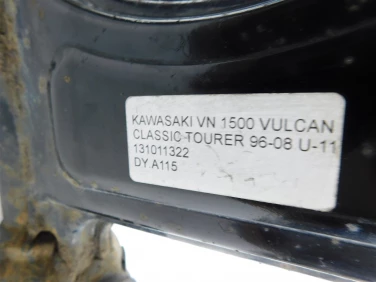 KAWASAKI VN 1500 VULCAN
CLASSIC TOURER 96-08 U-11
131011322
DY.A115